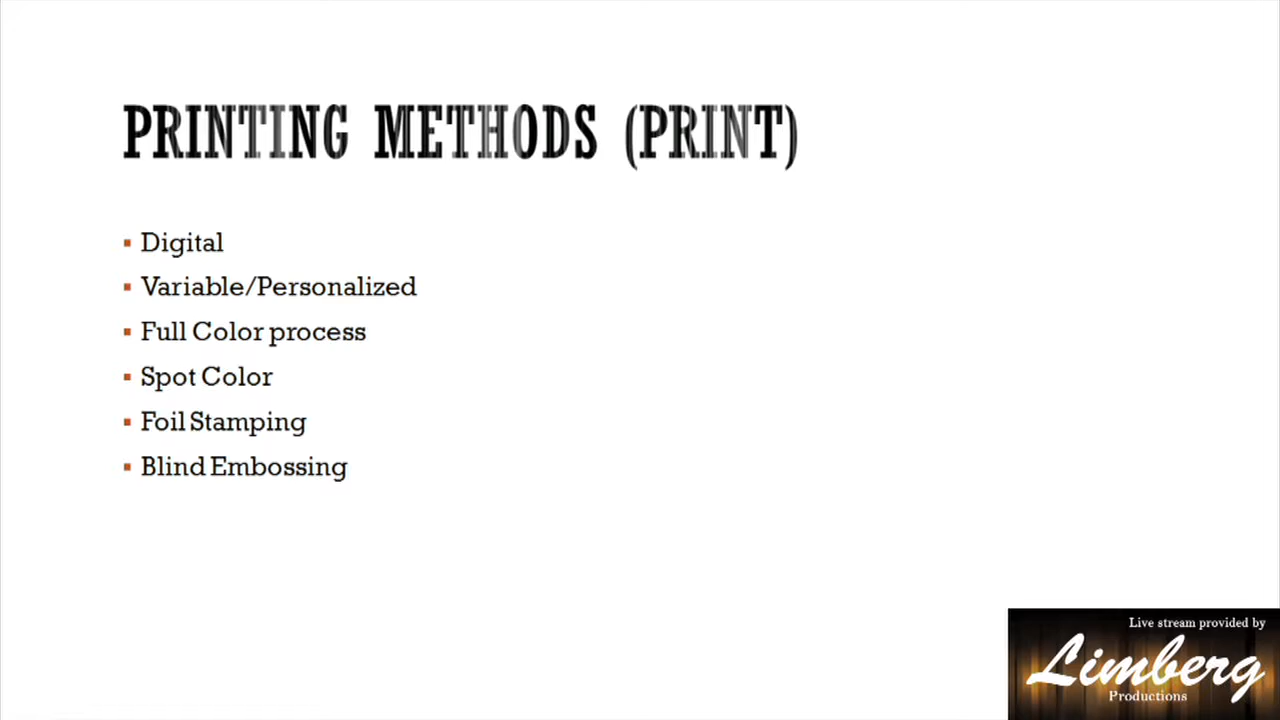 PRINTING METHODS (PRINT)
Digital
Variable/Personalized
Full Color process
Spot Color
Foil Stamping
Blind Embossing
Live stream provided by
Limberg
Productions